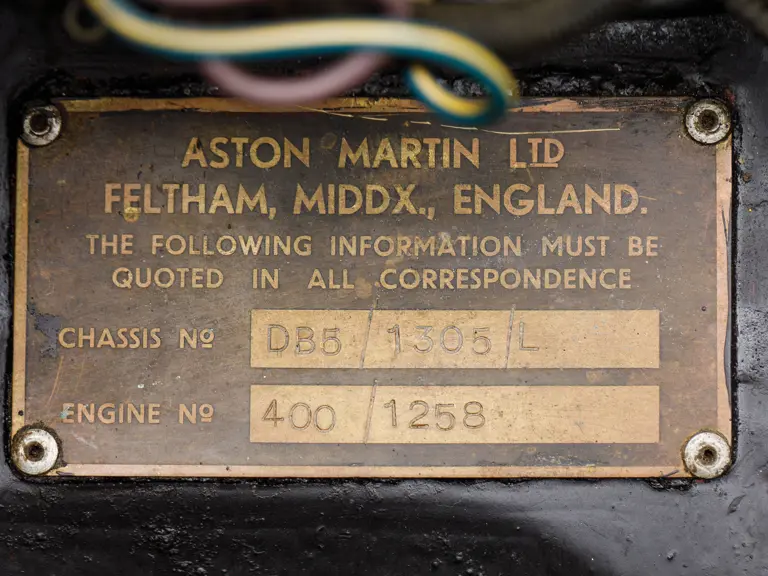 ASTON MARTIN LTD
FELTHAM, MIDDX., ENGLAND.
THE FOLLOWING INFORMATION MUST BE
QUOTED IN ALL CORRESPONDENCE
CHASSIS Nº DB5/1305/L
ENGINE Nº 400/1258